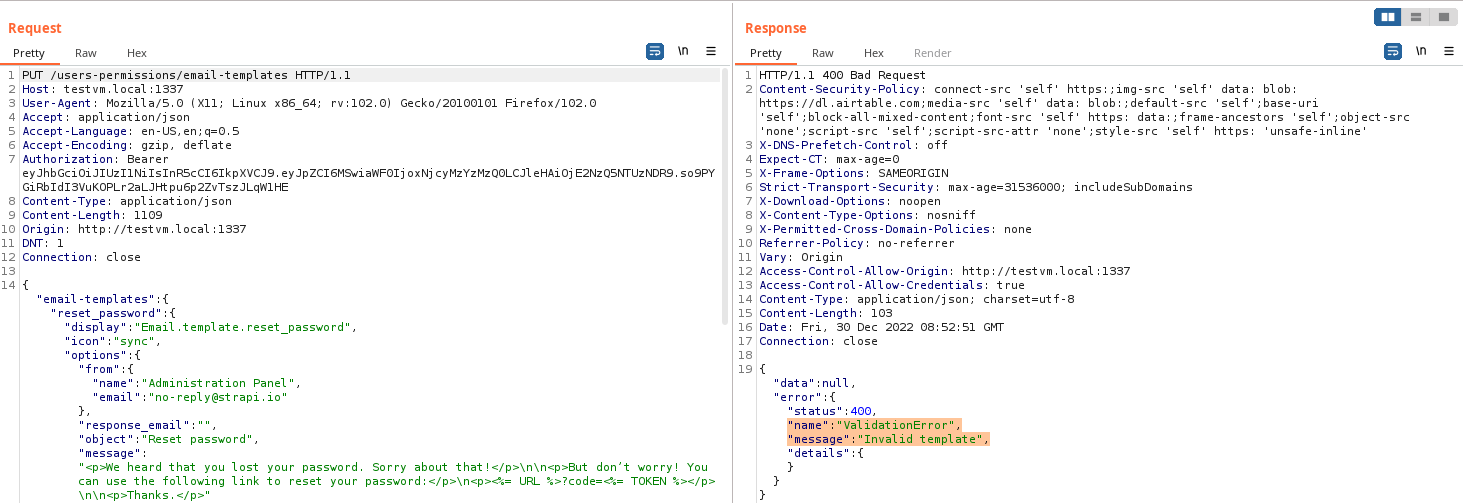 Request
Pretty Raw Hex \n
1 PUT /users-permissions/email-templates HTTP/1.1
2 Host: testvm.local:1337
3 User-Agent: Mozilla/5.0 (X11; Linux x86_64; rv:102.0) Gecko/20100101 Firefox/102.0
4 Accept: application/json
5 Accept-Language: en-US,en;q=0.5
6 Accept-Encoding: gzip, deflate
7 Authorization: Bearer
8 Content-Type: application/json
9 Content-Length: 1109
10 Origin: http://testvm.local:1337
11 DNT: 1
12 Connection: close
13
14 {
"email-templates":{
"reset_password":{
"display":"Email.template.reset_password",
"icon":"sync",
"options":{
"from":{
"name":"Administration Panel",
"email":"no-reply@strapi.io"
},
"response_email":"",
"object":"Reset password",
"message":
"<p>We heard that you lost your password. Sorry about that!</p>\n\n<p>But don’t worry! You
can use the following link to reset your password:</p>\n<p><%= URL %>?code=<%= TOKEN %></p>
\n\n<p>Thanks.</p>"
Response
Pretty Raw Hex Render \n
1 HTTP/1.1 400 Bad Request
2 Content-Security-Policy: connect-src 'self' https:;img-src 'self' data: blob:
https://dl.airtable.com;media-src 'self' data: blob:;default-src 'self';base-uri
'self';block-all-mixed-content;font-src 'self' https: data:;frame-ancestors 'self';object-src
'none';script-src 'self';script-src-attr 'none';style-src 'self' https: 'unsafe-inline'
3 X-DNS-Prefetch-Control: off
4 Expect-CT: max-age=0
5 X-Frame-Options: SAMEORIGIN
6 Strict-Transport-Security: max-age=31536000; includeSubDomains
7 X-Download-Options: noopen
8 X-Content-Type-Options: nosniff
9 X-Permitted-Cross-Domain-Policies: none
10 Referrer-Policy: no-referrer
11 Vary: Origin
12 Access-Control-Allow-Origin: http://testvm.local:1337
13 Access-Control-Allow-Credentials: true
14 Content-Type: application/json; charset=utf-8
15 Content-Length: 103
16 Date: Fri, 30 Dec 2022 08:52:51 GMT
17 Connection: close
18
19 {
"data":null,
"error":{
"status":400,
"name":"ValidationError",
"message":"Invalid template",
"details":{
}
}
}